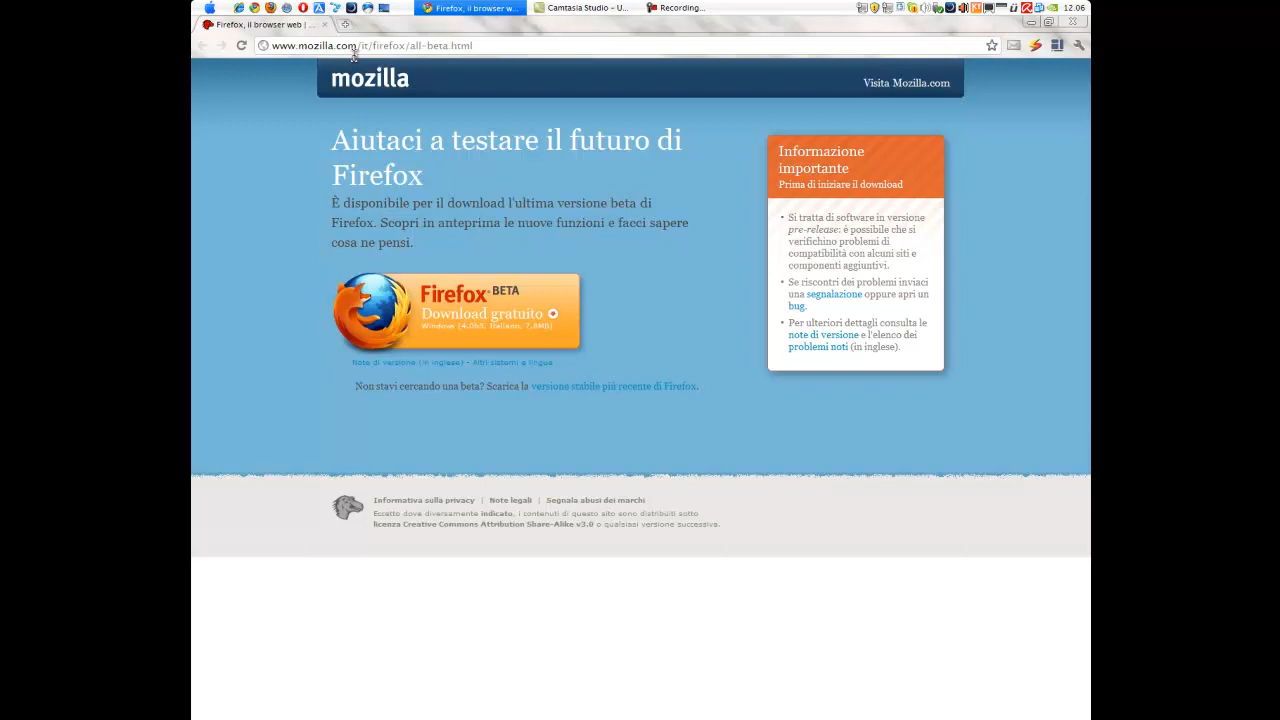 Firefox, il browser w...
Camtasia Studio - U...
Recording...
12.06
Firefox, il browser web | ...
www.mozilla.com/it/firefox/all-beta.html
mozilla
Visita Mozilla.com
Aiutaci a testare il futuro di
Firefox
È disponibile per il download l'ultima versione beta di
Firefox. Scopri in anteprima le nuove funzioni e facci sapere
cosa ne pensi.
Firefox BETA
Download gratuito
Windows (4.0b5, Italiano, 7,8MB)
Note di versione (in inglese) - Altri sistemi e lingue
Non stavi cercando una beta? Scarica la versione stabile più recente di Firefox.
Informazione
importante
Prima di iniziare il download
Si tratta di software in versione
pre-release: è possibile che si
verifichino problemi di
compatibilità con alcuni siti e
componenti aggiuntivi.
Se riscontri dei problemi inviaci
una segnalazione oppure apri un
bug.
Per ulteriori dettagli consulta le
note di versione e l'elenco dei
problemi noti (in inglese).
Informativa sulla privacy | Note legali | Segnala abusi dei marchi
Eccetto dove diversamente indicato, i contenuti di questo sito sono distribuiti sotto
licenza Creative Commons Attribution Share-Alike v3.0 o qualsiasi versione successiva.